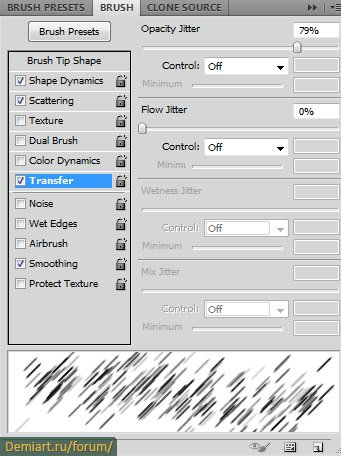 BRUSH PRESETS BRUSH CLONE SOURCE
Brush Presets
Opacity Jitter 79%
Brush Tip Shape
Control: Off
Shape Dynamics
Minimum
Scattering
Flow Jitter 0%
Texture
Dual Brush
Control: Off
Color Dynamics
Transfer
Wetness Jitter
Noise
Wet Edges
Control: Off
Airbrush
Minimum
Smoothing
Mix Jitter
Protect Texture
Control: Off
Minimum
Demiart.ru/forum/